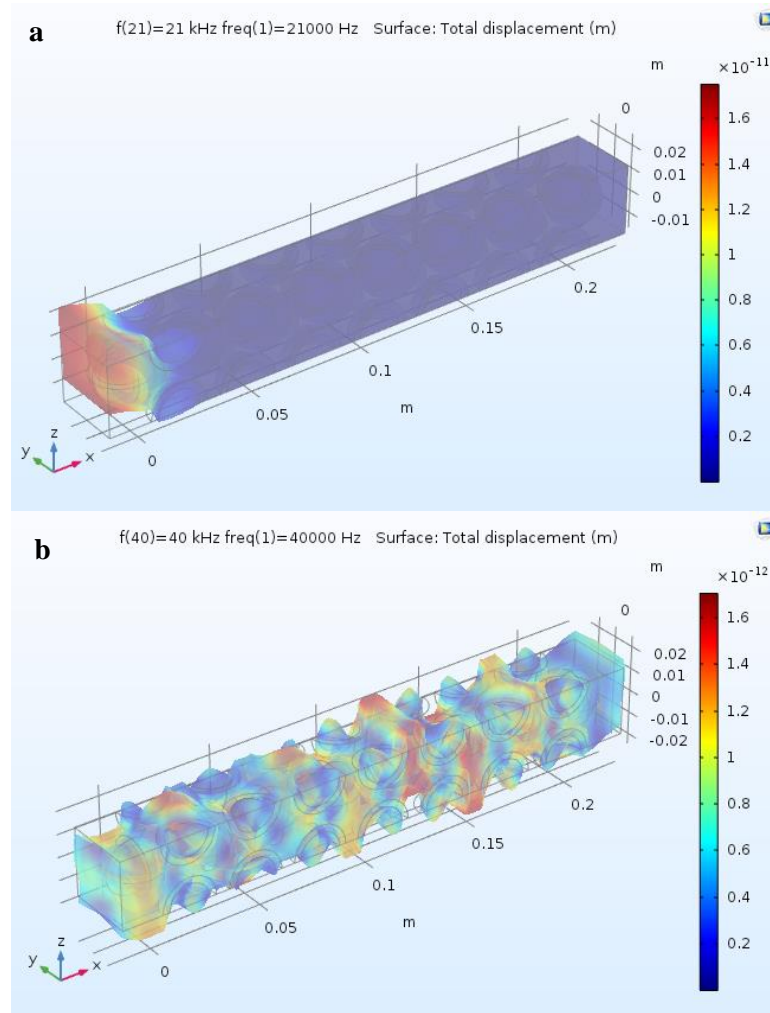 a
f(21)=21 kHz freq(1)=21000 Hz Surface: Total displacement (m)
m
×10⁻¹¹
0
0.02
0.01
0
-0.01
0.2
0.15
0.1
0.05
0
m
1.6
1.4
1.2
1
0.8
0.6
0.4
0.2
y
z
x
b
f(40)=40 kHz freq(1)=40000 Hz Surface: Total displacement (m)
m
×10⁻¹²
0
0.02
0.01
0
-0.01
-0.02
0.2
0.15
0.1
0.05
0
m
1.6
1.4
1.2
1
0.8
0.6
0.4
0.2
y
z
x